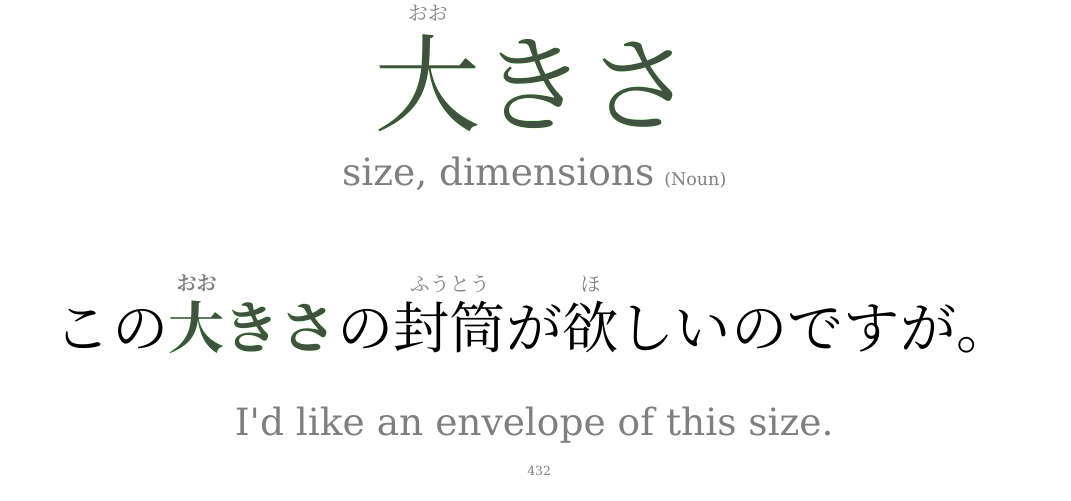 おお
大きさ
size, dimensions (Noun)
おお ふうとう ほ
この大きさの封筒が欲しいのですが。
I'd like an envelope of this size.
432